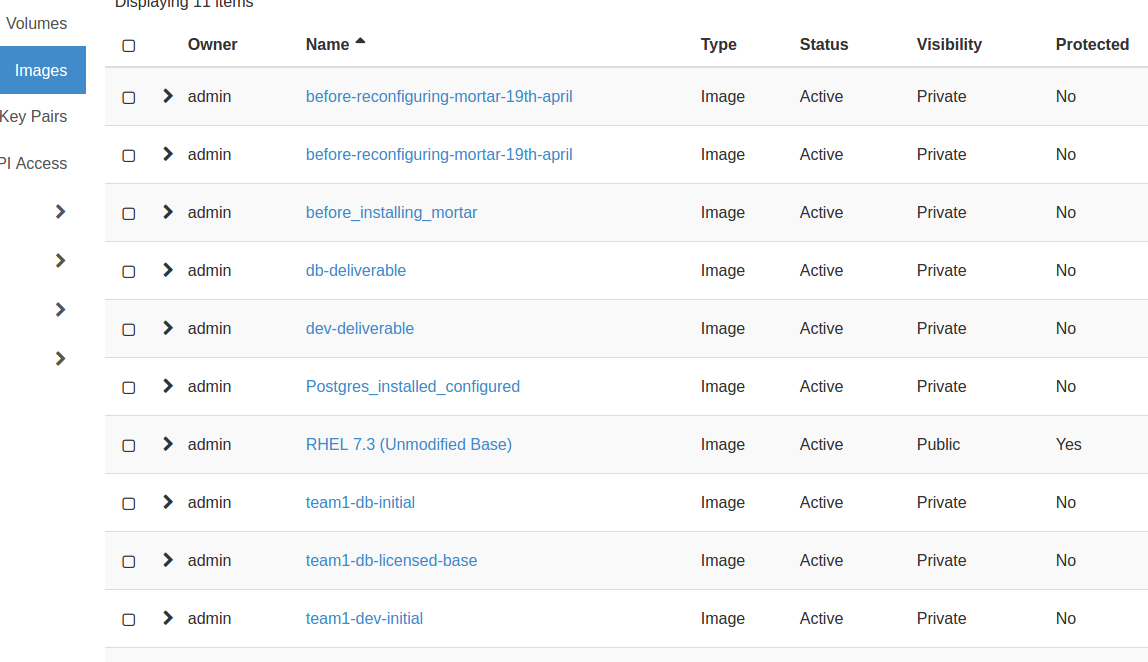 Displaying 11 items
Volumes
Images
Key Pairs
PI Access
Owner Name Type Status Visibility Protected
admin before-reconfiguring-mortar-19th-april Image Active Private No
admin before-reconfiguring-mortar-19th-april Image Active Private No
admin before_installing_mortar Image Active Private No
admin db-deliverable Image Active Private No
admin dev-deliverable Image Active Private No
admin Postgres_installed_configured Image Active Private No
admin RHEL 7.3 (Unmodified Base) Image Active Public Yes
admin team1-db-initial Image Active Private No
admin team1-db-licensed-base Image Active Private No
admin team1-dev-initial Image Active Private No